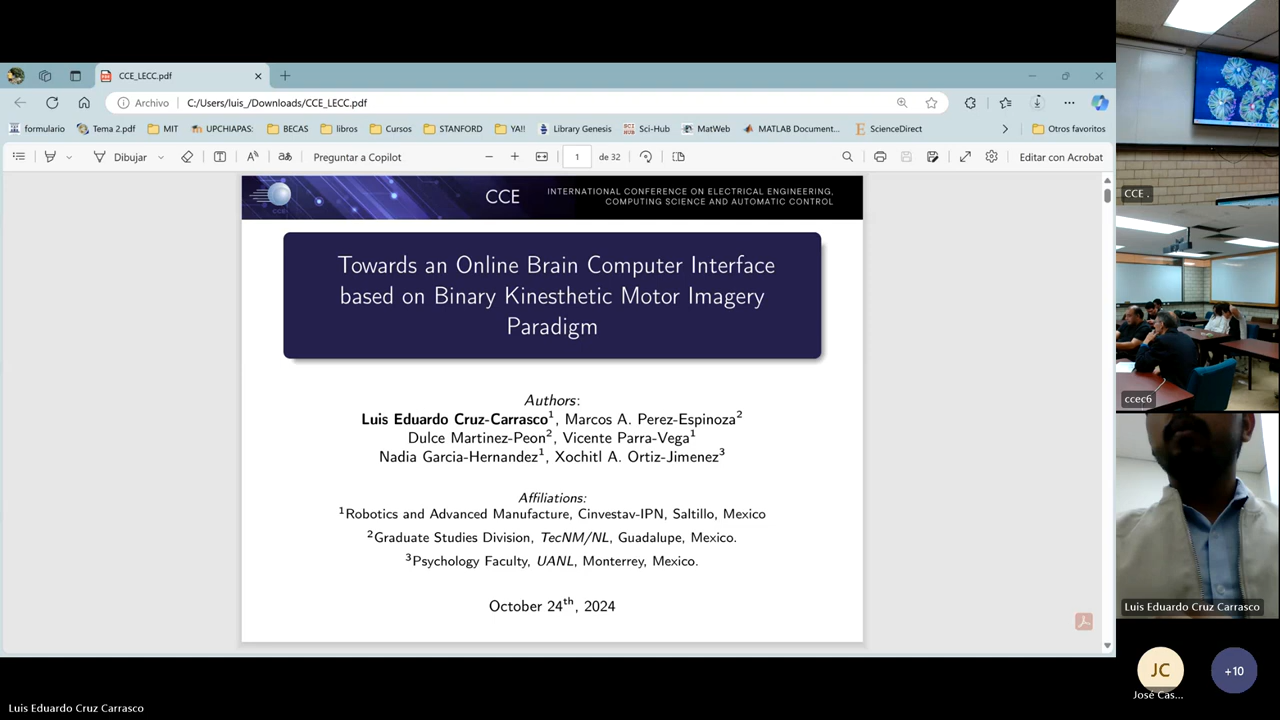 CCE_LECC.pdf
Archivo C:/Users/luis_/Downloads/CCE_LECC.pdf
formulario Tema 2.pdf MIT UPCHIAPAS: BECAS libros Cursos STANFORD YA!! Library Genesis Sci-Hub MatWeb MATLAB Document... ScienceDirect Otros favoritos
Dibujar Preguntar a Copilot 1 de 32 Editar con Acrobat
CCE INTERNATIONAL CONFERENCE ON ELECTRICAL ENGINEERING,
COMPUTING SCIENCE AND AUTOMATIC CONTROL
Towards an Online Brain Computer Interface
based on Binary Kinesthetic Motor Imagery
Paradigm
Authors:
Luis Eduardo Cruz-Carrasco¹, Marcos A. Perez-Espinoza²
Dulce Martinez-Peon², Vicente Parra-Vega¹
Nadia Garcia-Hernandez¹, Xochitl A. Ortiz-Jimenez³
Affiliations:
¹Robotics and Advanced Manufacture, Cinvestav-IPN, Saltillo, Mexico
²Graduate Studies Division, TecNM/NL, Guadalupe, Mexico.
³Psychology Faculty, UANL, Monterrey, Mexico.
October 24th, 2024
CCE .
ccec6
Luis Eduardo Cruz Carrasco
JC
+10
José Cas...
Luis Eduardo Cruz Carrasco